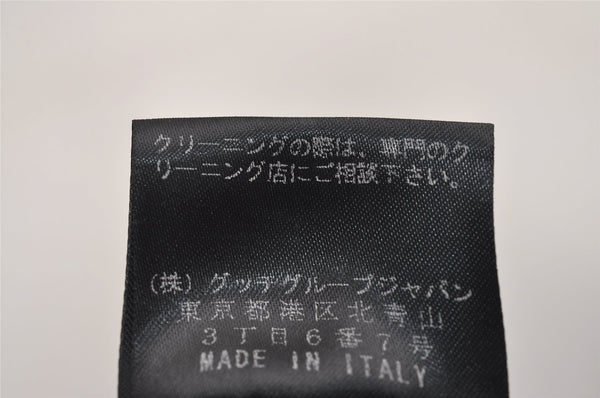 クリーニングの際は、専門のク
リーニング店にご相談下さい。
(株) グッチグループジャパン
東京都港区北青山
3丁目6番7号
MADE IN ITALY